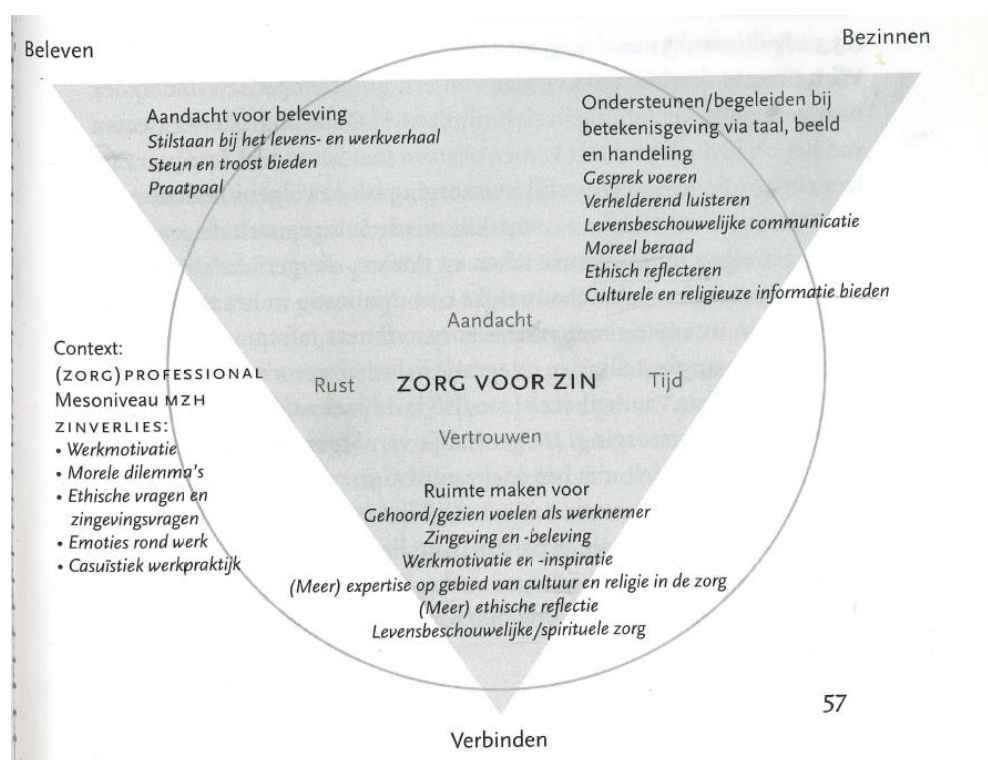 Beleven
Bezinnen
Aandacht voor beleving
Stilstaan bij het levens- en werkverhaal
Steun en troost bieden
Praatpaal
Ondersteunen/begeleiden bij
betekenisgeving via taal, beeld
en handeling
Gesprek voeren
Verhelderend luisteren
Levensbeschouwelijke communicatie
Moreel beraad
Ethisch reflecteren
Culturele en religieuze informatie bieden
Aandacht
Rust ZORG VOOR ZIN Tijd
Vertrouwen
Context:
(ZORG)PROFESSIONAL
Mesoniveau MZH
ZINVERLIES:
• Werkmotivatie
• Morele dilemma's
• Ethische vragen en
zingevingsvragen
• Emoties rond werk
• Casuïstiek werkpraktijk
Ruimte maken voor
Gehoord/gezien voelen als werknemer
Zingeving en -beleving
Werkmotivatie en -inspiratie
(Meer) expertise op gebied van cultuur en religie in de zorg
(Meer) ethische reflectie
Levensbeschouwelijke/spirituele zorg
57
Verbinden